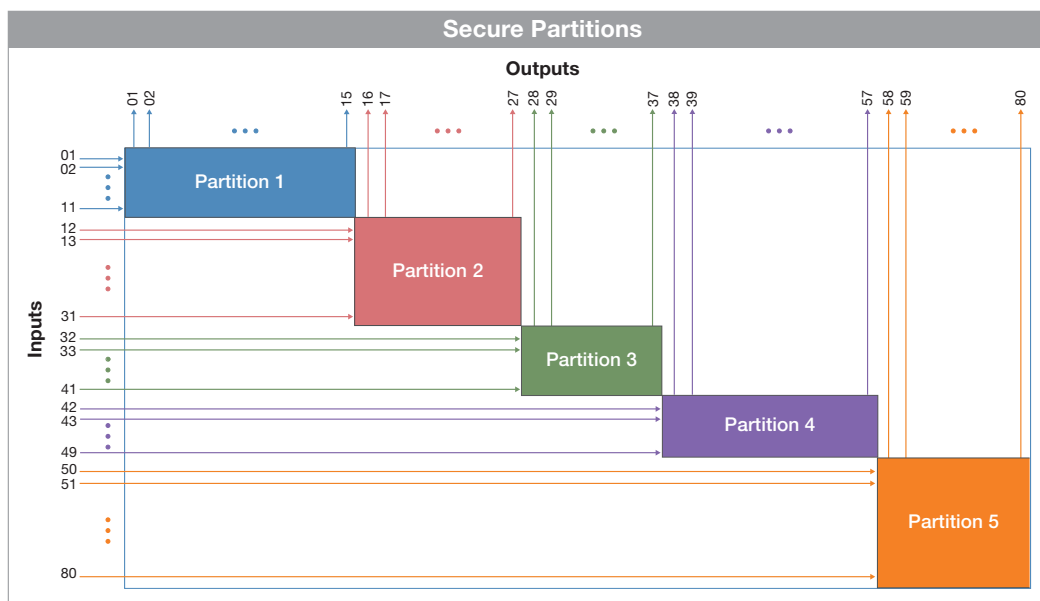 Secure Partitions
Outputs
01 02 15 16 17 27 28 29 37 38 39 57 58 59 80
Inputs
01
02
11
12
13
31
32
33
41
42
43
49
50
51
80
Partition 1
Partition 2
Partition 3
Partition 4
Partition 5